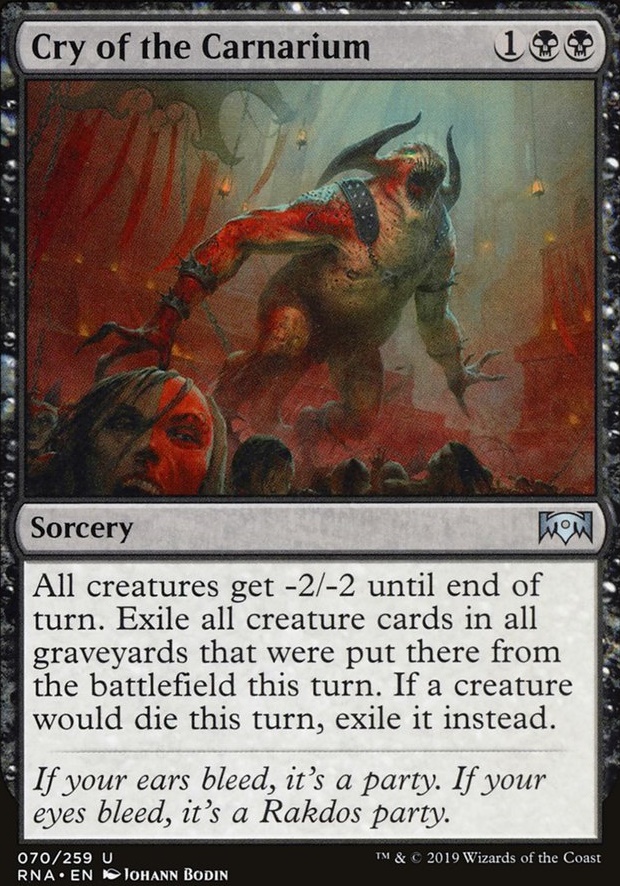 Cry of the Carnarium 1
Sorcery
All creatures get -2/-2 until end of
turn. Exile all creature cards in all
graveyards that were put there from
the battlefield this turn. If a creature
would die this turn, exile it instead.
If your ears bleed, it's a party. If your
eyes bleed, it's a Rakdos party.
070/259 U
™ & © 2019 Wizards of the Coast
RNA • EN Johann Bodin